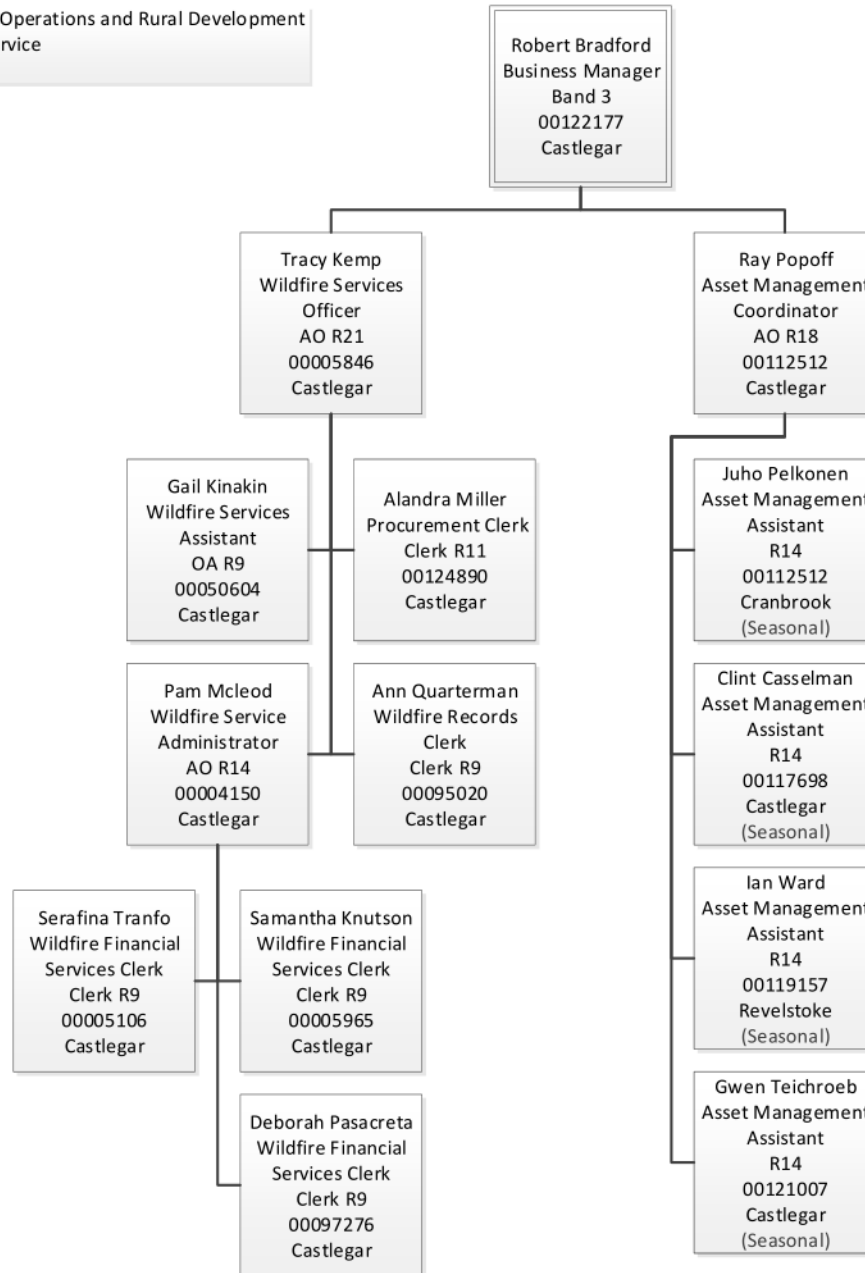 Operations and Rural Development
rvice
Robert Bradford
Business Manager
Band 3
00122177
Castlegar
Tracy Kemp
Wildfire Services
Officer
AO R21
00005846
Castlegar
Ray Popoff
Asset Management
Coordinator
AO R18
00112512
Castlegar
Gail Kinakin
Wildfire Services
Assistant
OA R9
00050604
Castlegar
Alandra Miller
Procurement Clerk
Clerk R11
00124890
Castlegar
Juho Pelkonen
Asset Management
Assistant
R14
00112512
Cranbrook
(Seasonal)
Pam Mcleod
Wildfire Service
Administrator
AO R14
00004150
Castlegar
Ann Quarterman
Wildfire Records
Clerk
Clerk R9
00095020
Castlegar
Clint Casselman
Asset Management
Assistant
R14
00117698
Castlegar
(Seasonal)
Serafina Tranfo
Wildfire Financial
Services Clerk
Clerk R9
00005106
Castlegar
Samantha Knutson
Wildfire Financial
Services Clerk
Clerk R9
00005965
Castlegar
Ian Ward
Asset Management
Assistant
R14
00119157
Revelstoke
(Seasonal)
Deborah Pasacreta
Wildfire Financial
Services Clerk
Clerk R9
00097276
Castlegar
Gwen Teichroeb
Asset Management
Assistant
R14
00121007
Castlegar
(Seasonal)